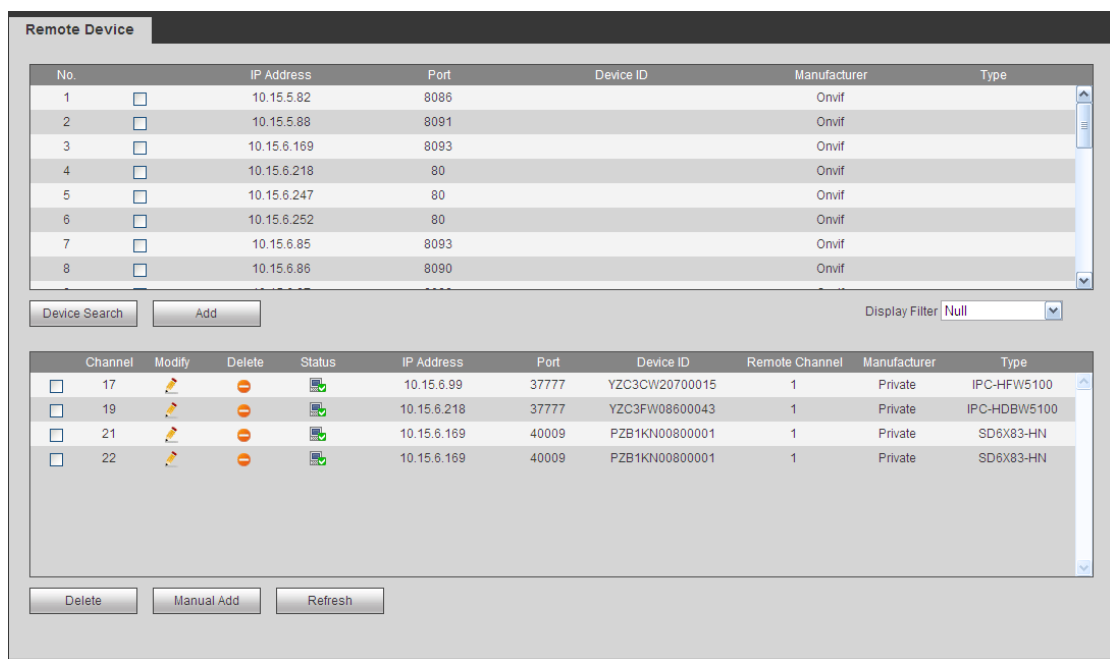 Remote Device
No. IP Address Port Device ID Manufacturer Type
1 10.15.5.82 8086 Onvif
2 10.15.5.88 8091 Onvif
3 10.15.6.169 8093 Onvif
4 10.15.6.218 80 Onvif
5 10.15.6.247 80 Onvif
6 10.15.6.252 80 Onvif
7 10.15.6.85 8093 Onvif
8 10.15.6.86 8090 Onvif
Device Search Add Display Filter Null
Channel Modify Delete Status IP Address Port Device ID Remote Channel Manufacturer Type
17 10.15.6.99 37777 YZC3CW20700015 1 Private IPC-HFW5100
19 10.15.6.218 37777 YZC3FW08600043 1 Private IPC-HDBW5100
21 10.15.6.169 40009 PZB1KN00800001 1 Private SD6X83-HN
22 10.15.6.169 40009 PZB1KN00800001 1 Private SD6X83-HN
Delete Manual Add Refresh